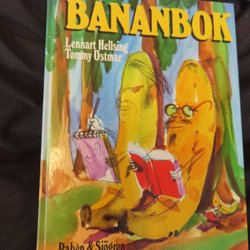 BANANBOK
Lennart Hellsing
Tommy Östmar
Rabén & Sjögren